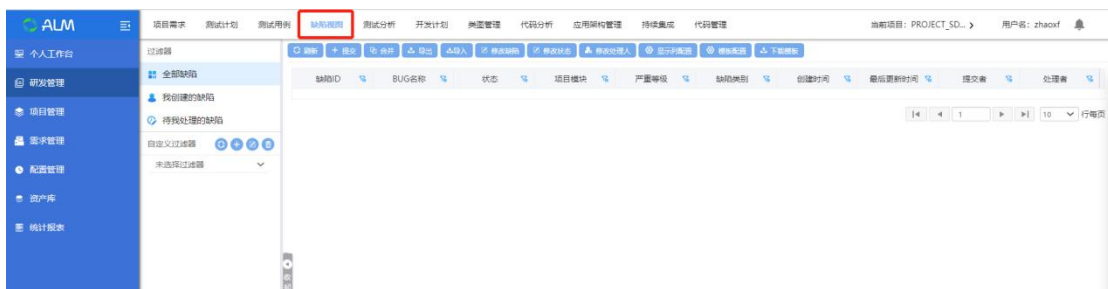 ALM
项目需求 测试计划 测试用例 缺陷视图 测试分析 开发计划 类图管理 代码分析 应用架构管理 持续集成 代码管理 当前项目: PROJECT_SD... 用户名: zhaoxf
个人工作台
研发管理
项目管理
需求管理
配置管理
资产库
统计报表
过滤器
全部缺陷
我创建的缺陷
待我处理的缺陷
自定义过滤器
未选择过滤器
刷新 提交 合并 导出 导入 修改缺陷 修改状态 修改处理人 显示列配置 模板配置 下载模板
缺陷ID BUG名称 状态 项目模块 严重等级 缺陷类别 创建时间 最后更新时间 提交者 处理者
1 10 行每页